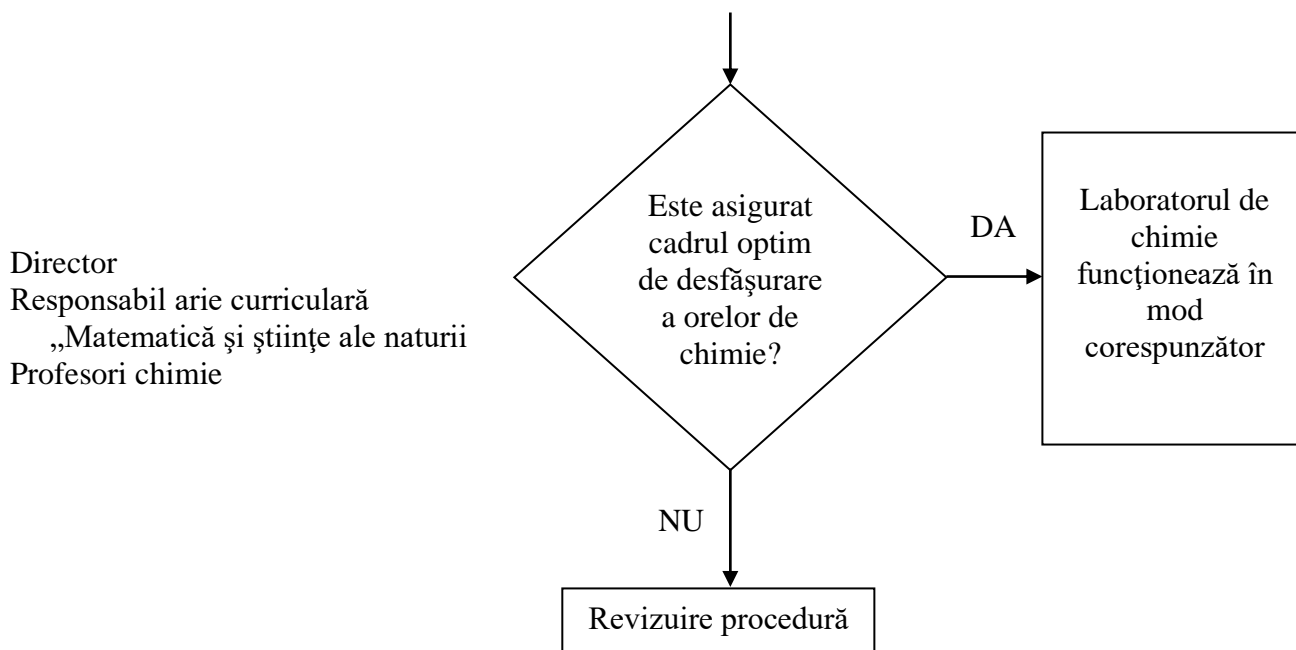 Director
Responsabil arie curriculară
„Matematică şi ştiinţe ale naturii
Profesori chimie
Este asigurat
cadrul optim
de desfăşurare
a orelor de
chimie?
DA
Laboratorul de
chimie
funcţionează în
mod
corespunzător
NU
Revizuire procedură